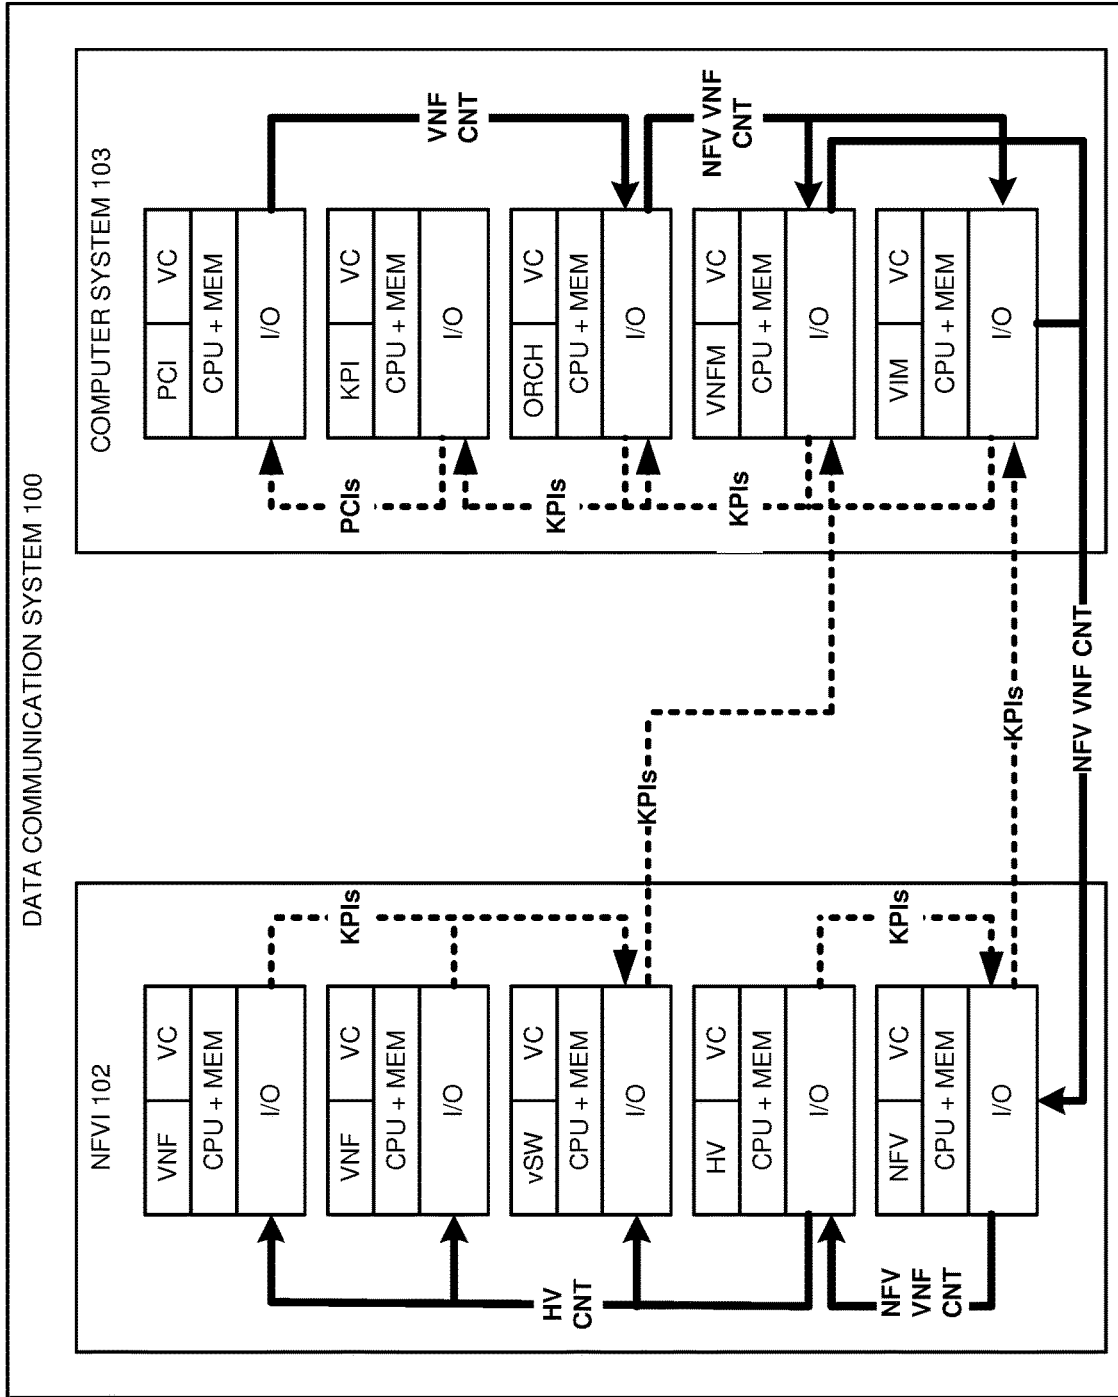 DATA COMMUNICATION SYSTEM 100
NFVI 102
VNF
VC
CPU + MEM
I/O
VNF
VC
CPU + MEM
I/O
vSW
VC
CPU + MEM
I/O
HV
VC
CPU + MEM
I/O
NFV
VC
CPU + MEM
I/O
HV
CNT
NFV
VNF
CNT
KPIs
KPIs
KPIs
KPIs
NFV VNF CNT
COMPUTER SYSTEM 103
PCI
VC
CPU + MEM
I/O
KPI
VC
CPU + MEM
I/O
ORCH
VC
CPU + MEM
I/O
VNFM
VC
CPU + MEM
I/O
VIM
VC
CPU + MEM
I/O
PCIs
KPIs
KPIs
VNF
CNT
NFV VNF
CNT